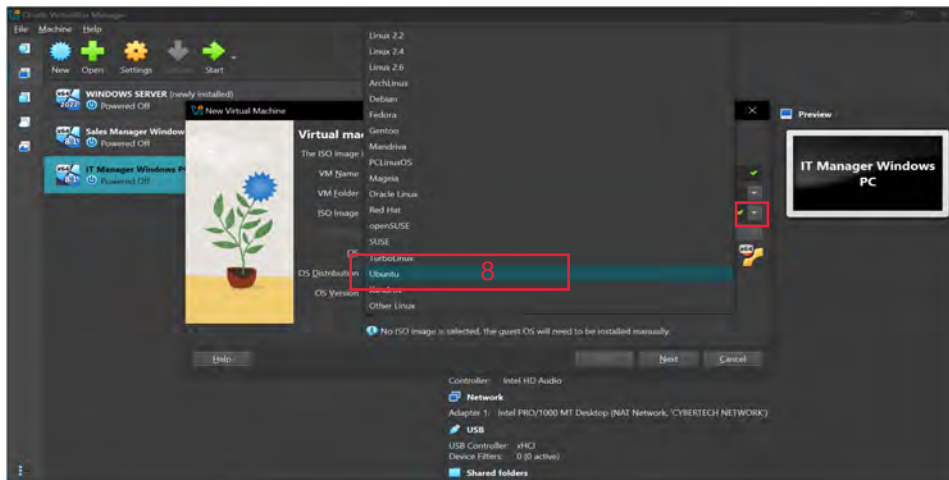 Oracle VirtualBox Manager
File Machine Help
New Open Settings Start
WINDOWS SERVER (newly installed)
Powered Off
Sales Manager Window
Powered Off
IT Manager Windows P
Powered Off
New Virtual Machine
Virtual ma
The ISO image i
VM Name
VM Folder
ISO Image
OS
OS Distribution
OS Version
Linux 2.2
Linux 2.4
Linux 2.6
ArchLinux
Debian
Fedora
Gentoo
Mandriva
PCLinuxOS
Mageia
Oracle Linux
Red Hat
openSUSE
SUSE
TurboLinux
Ubuntu
8
Xandros
Other Linux
No ISO image is selected, the guest OS will need to be installed manually.
Help Next Cancel
Preview
IT Manager Windows
PC
Controller: Intel HD Audio
Network
Adapter 1: Intel PRO/1000 MT Desktop (NAT Network, 'CYBERTECH NETWORK')
USB
USB Controller: xHCI
Device Filters: 0 (0 active)
Shared folders